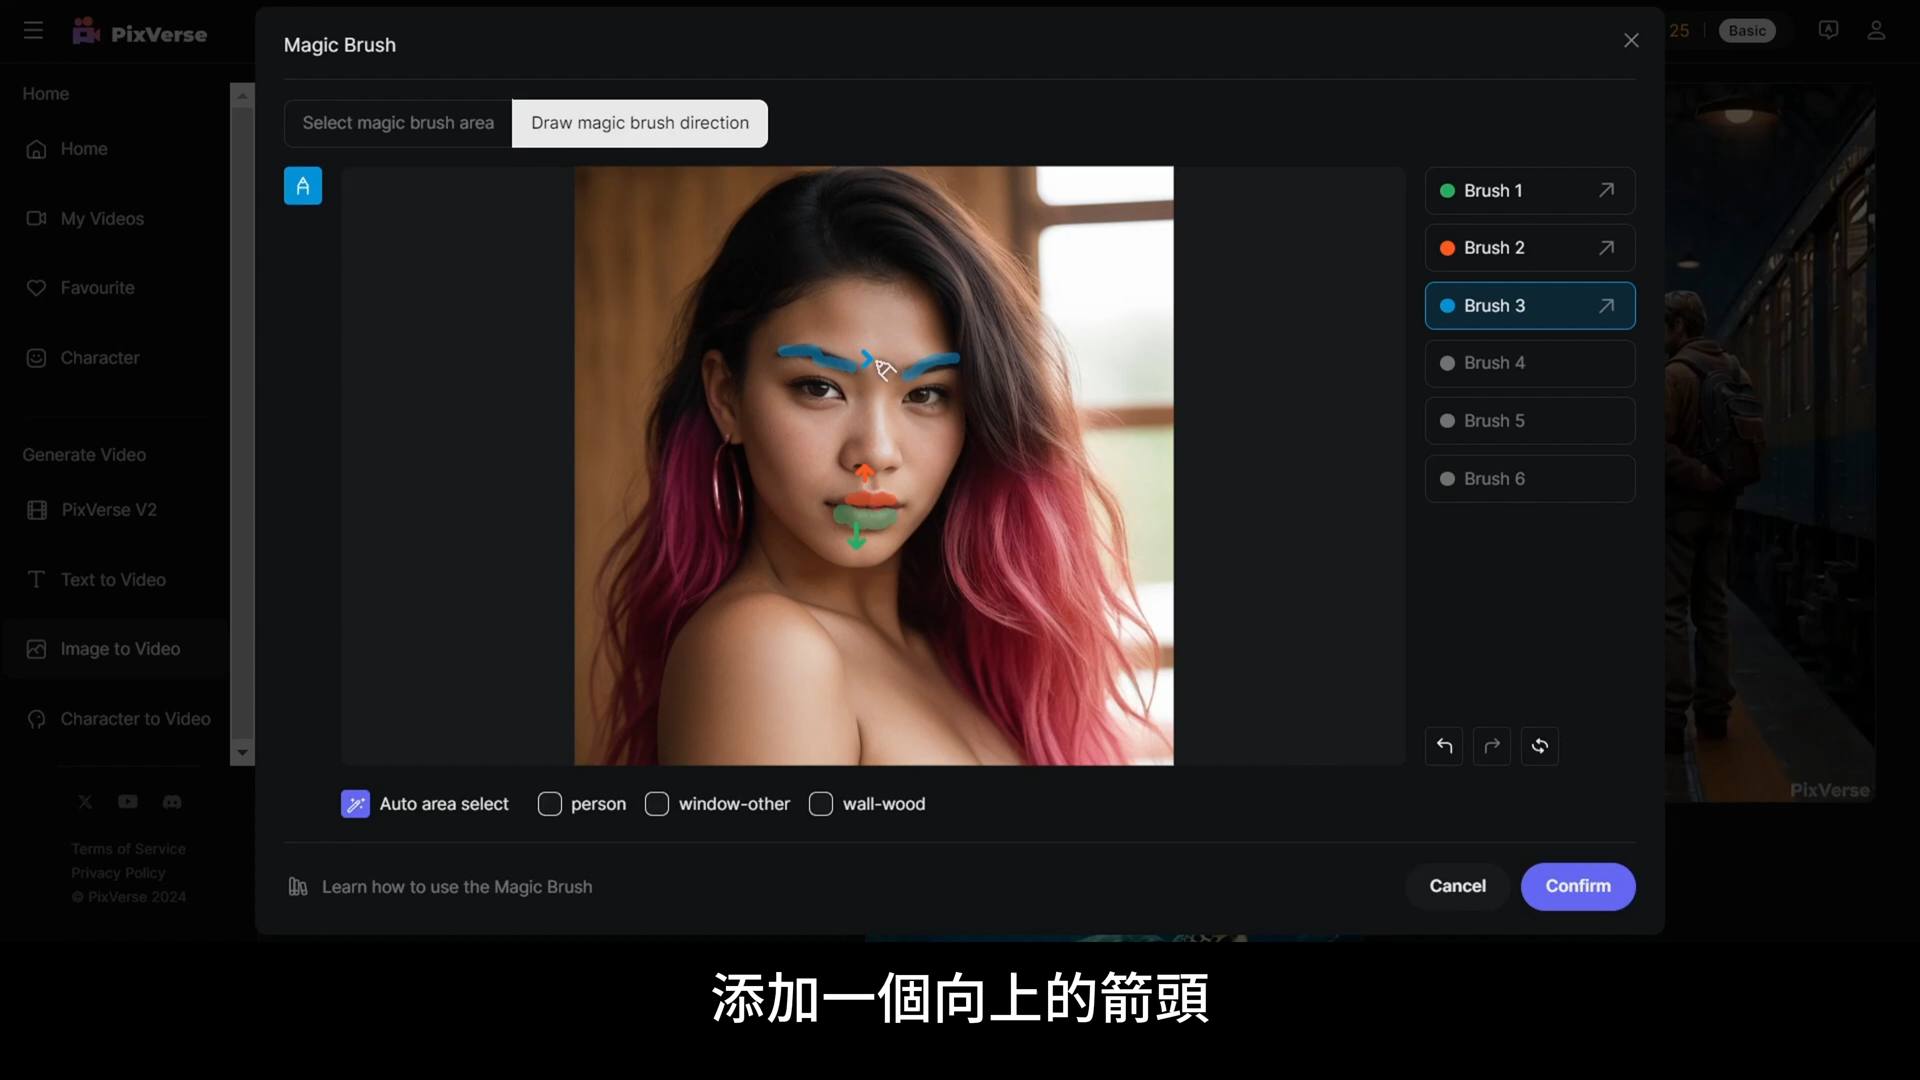 PixVerse
Home
Home
My Videos
Favourite
Character
Generate Video
PixVerse V2
Text to Video
Image to Video
Character to Video
Terms of Service
Privacy Policy
© PixVerse 2024
Magic Brush
Select magic brush area
Draw magic brush direction
Brush 1
Brush 2
Brush 3
Brush 4
Brush 5
Brush 6
Auto area select
person
window-other
wall-wood
Learn how to use the Magic Brush
Cancel
Confirm
25
Basic
PixVerse
添加一個向上的箭頭